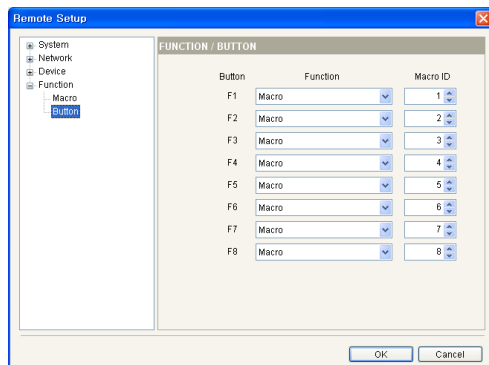 Remote Setup
System
Network
Device
Function
Macro
Button
FUNCTION / BUTTON
Button Function Macro ID
F1 Macro 1
F2 Macro 2
F3 Macro 3
F4 Macro 4
F5 Macro 5
F6 Macro 6
F7 Macro 7
F8 Macro 8
OK Cancel